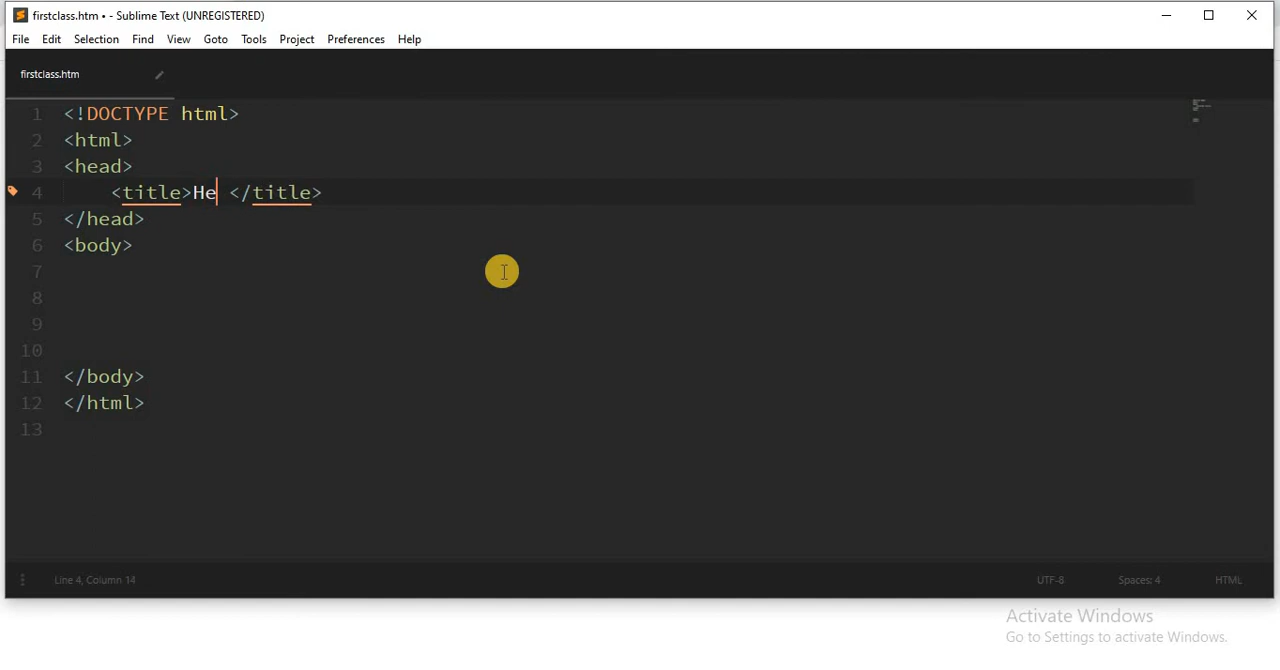 firstclass.htm • - Sublime Text (UNREGISTERED)
File Edit Selection Find View Goto Tools Project Preferences Help
firstclass.htm
1 <!DOCTYPE html>
2 <html>
3 <head>
4 <title>He </title>
5 </head>
6 <body>
7
8
9
10
11 </body>
12 </html>
13
Line 4, Column 14 UTF-8 Spaces: 4 HTML
Activate Windows
Go to Settings to activate Windows.